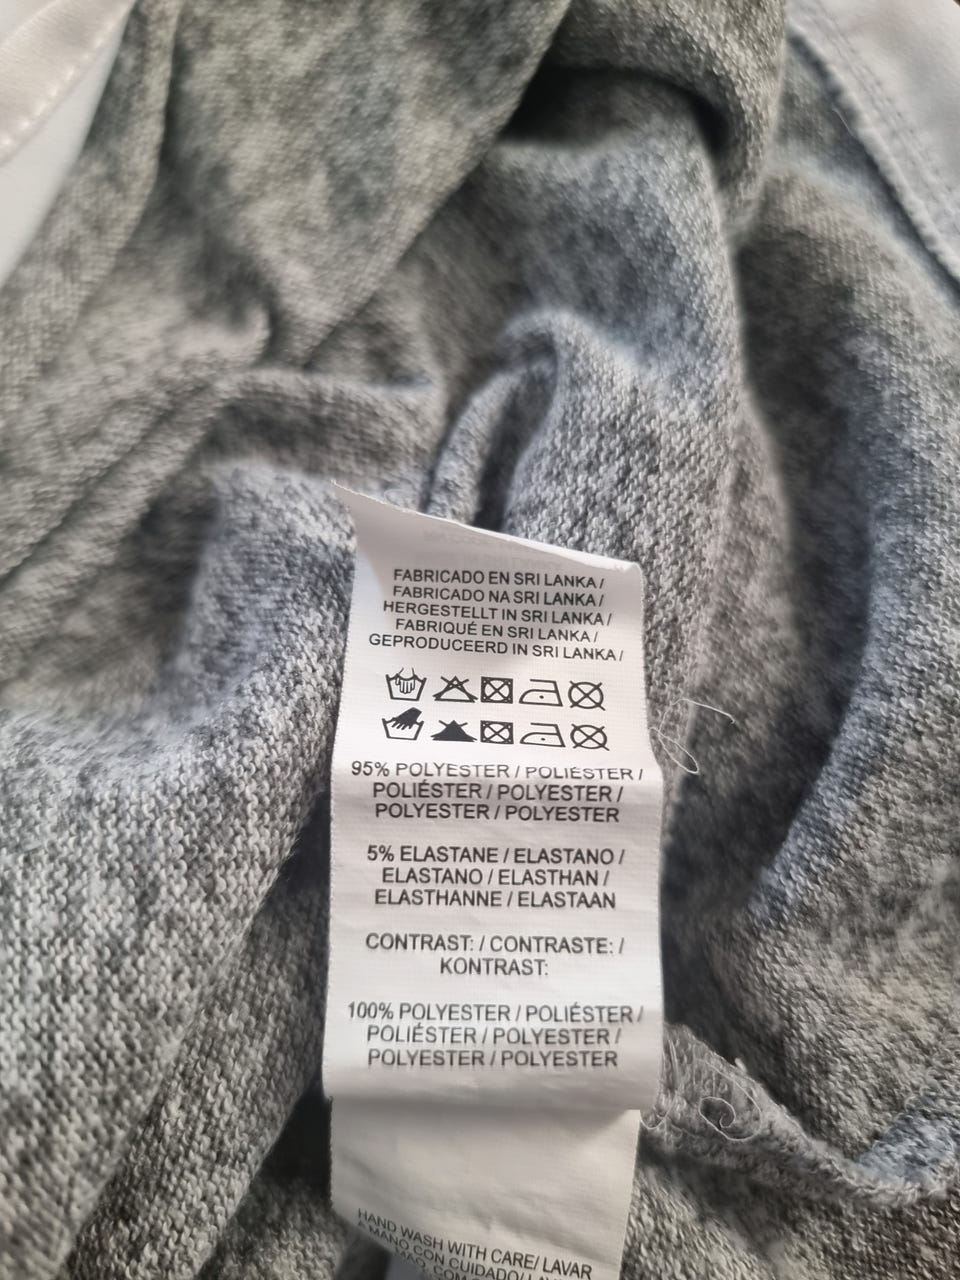 FABRICADO EN SRI LANKA /
FABRICADO NA SRI LANKA /
HERGESTELLT IN SRI LANKA /
FABRIQUÉ EN SRI LANKA /
GEPRODUCEERD IN SRI LANKA /
95% POLYESTER / POLIÉSTER /
POLIÉSTER / POLYESTER /
POLYESTER / POLYESTER
5% ELASTANE / ELASTANO /
ELASTANO / ELASTHAN /
ELASTHANNE / ELASTAAN
CONTRAST: / CONTRASTE: /
KONTRAST:
100% POLYESTER / POLIÉSTER /
POLIÉSTER / POLYESTER /
POLYESTER / POLYESTER
HAND WASH WITH CARE/ LAVAR
A MANO CON CUIDADO/